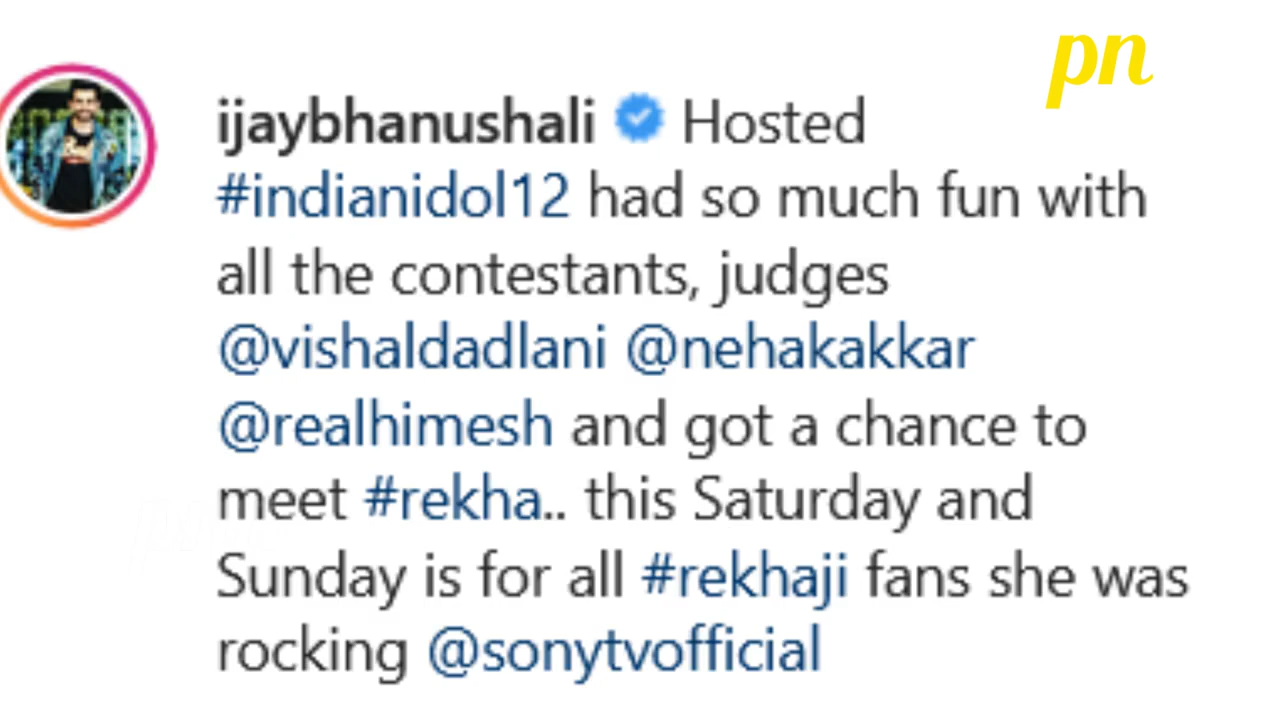 pn
ijaybhanushali Hosted
#indianidol12 had so much fun with
all the contestants, judges
@vishaldadlani @nehakakkar
@realhimesh and got a chance to
meet #rekha.. this Saturday and
Sunday is for all #rekhaji fans she was
rocking @sonytvofficial